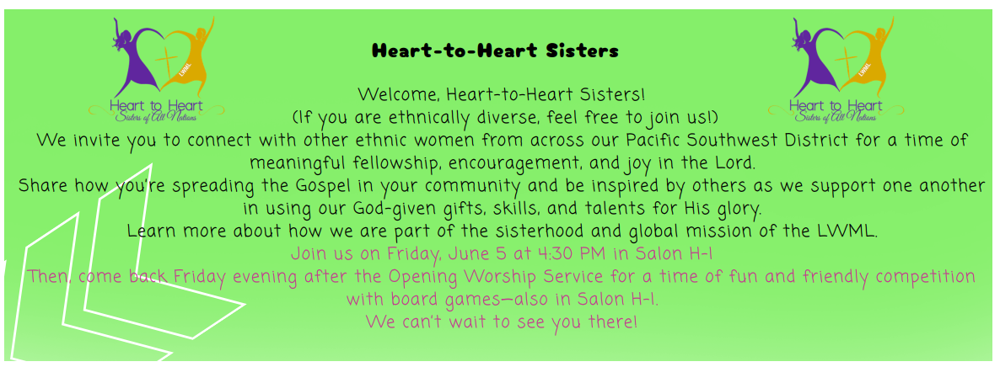 Heart-to-Heart Sisters
LWML
Heart to Heart
Sisters of All Nations
LWML
Heart to Heart
Sisters of All Nations
Welcome, Heart-to-Heart Sisters!
(If you are ethnically diverse, feel free to join us!)
We invite you to connect with other ethnic women from across our Pacific Southwest District for a time of
meaningful fellowship, encouragement, and joy in the Lord.
Share how you're spreading the Gospel in your community and be inspired by others as we support one another
in using our God-given gifts, skills, and talents for His glory.
Learn more about how we are part of the sisterhood and global mission of the LWML.
Join us on Friday, June 5 at 4:30 PM in Salon H-I
Then, come back Friday evening after the Opening Worship Service for a time of fun and friendly competition
with board games—also in Salon H-I.
We can't wait to see you there!